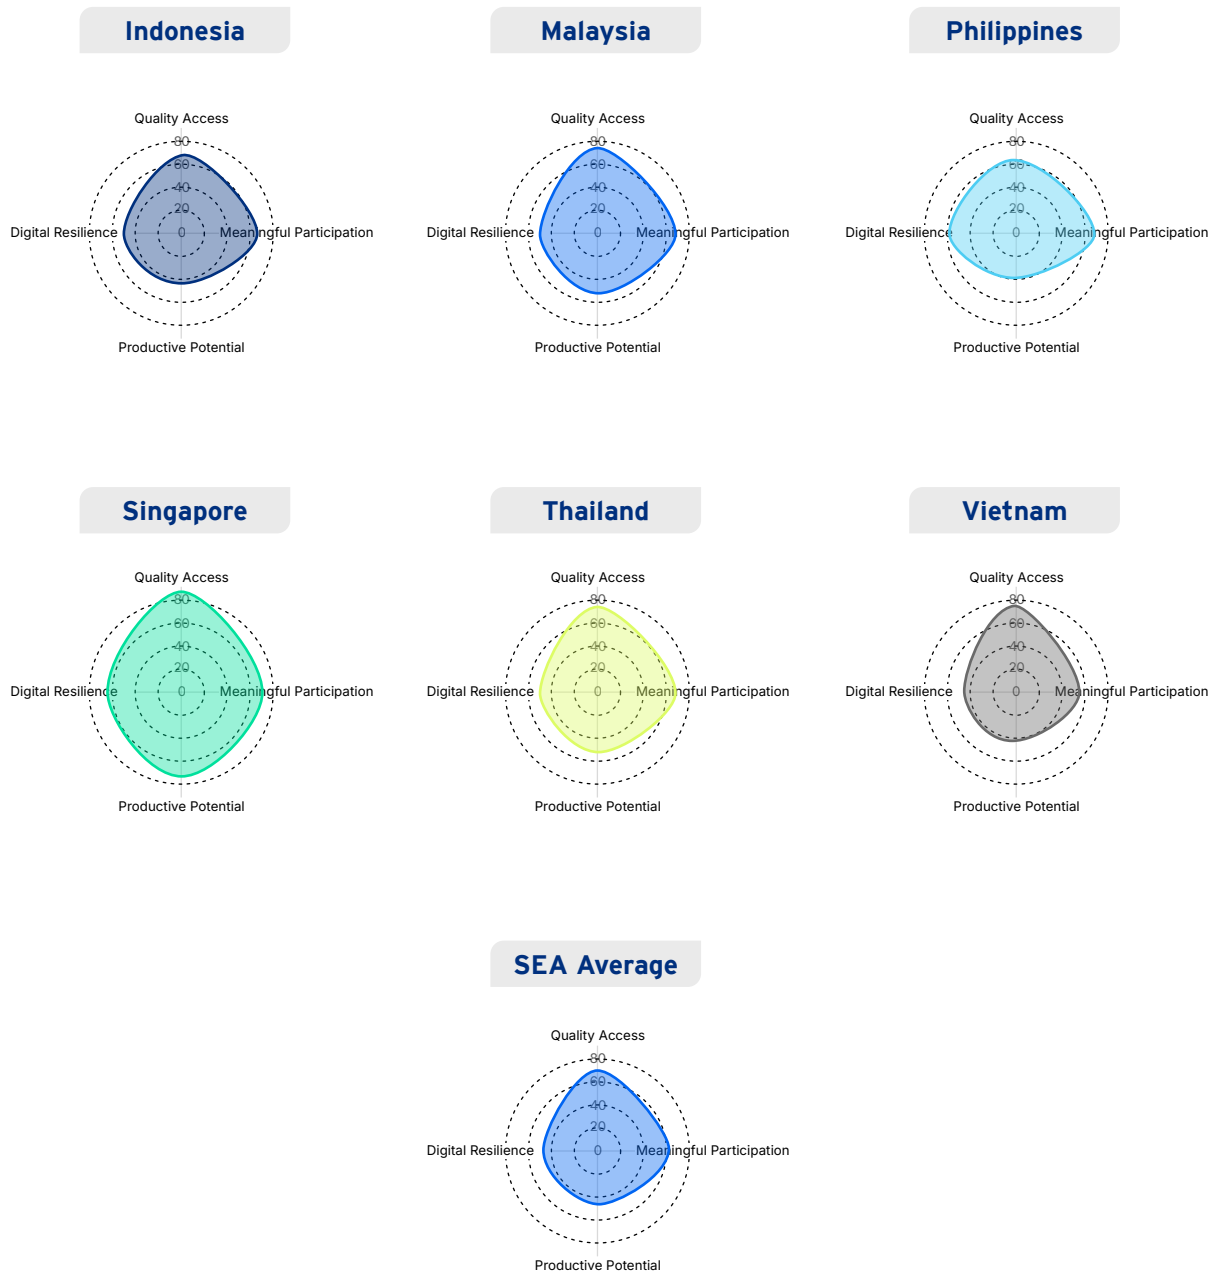 Indonesia
Malaysia
Philippines
Quality Access
80
60
40
20
0
Digital Resilience
Meaningful Participation
Productive Potential
Quality Access
80
60
40
20
0
Digital Resilience
Meaningful Participation
Productive Potential
Quality Access
80
60
40
20
0
Digital Resilience
Meaningful Participation
Productive Potential
Singapore
Thailand
Vietnam
Quality Access
80
60
40
20
0
Digital Resilience
Meaningful Participation
Productive Potential
Quality Access
80
60
40
20
0
Digital Resilience
Meaningful Participation
Productive Potential
Quality Access
80
60
40
20
0
Digital Resilience
Meaningful Participation
Productive Potential
SEA Average
Quality Access
80
60
40
20
0
Digital Resilience
Meaningful Participation
Productive Potential